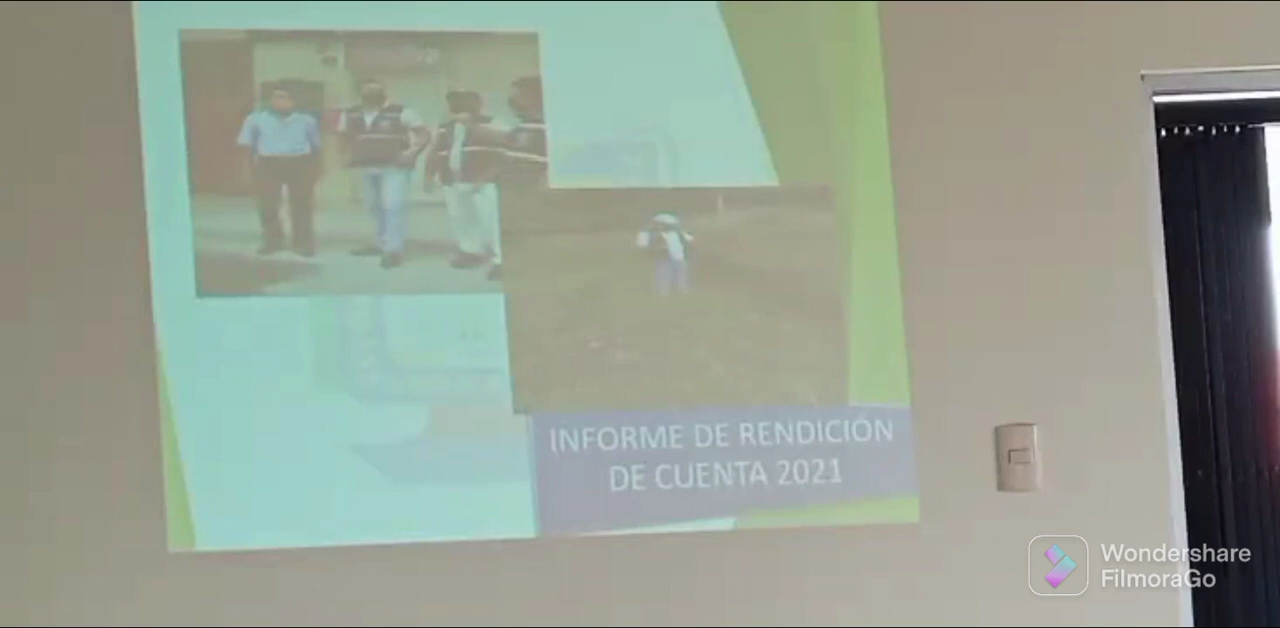 INFORME DE RENDICIÓN
DE CUENTA 2021
Wondershare
FilmoraGo